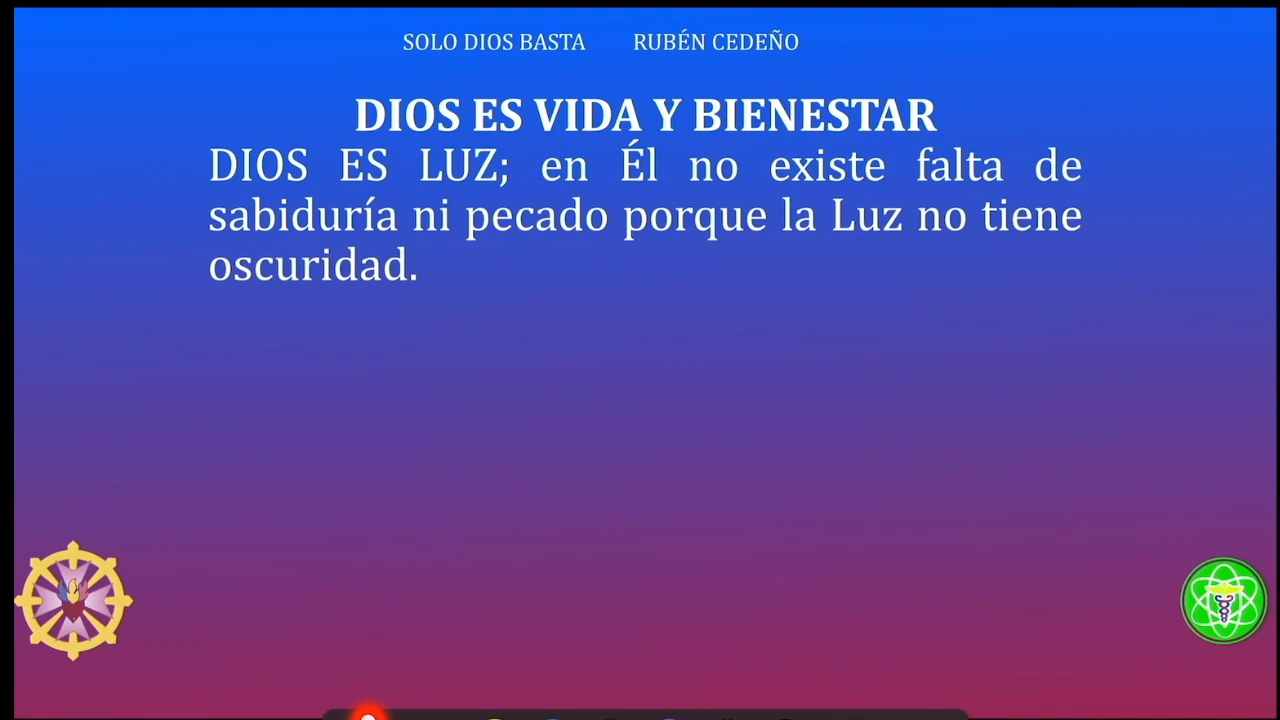 SOLO DIOS BASTA RUBÉN CEDEÑO
DIOS ES VIDA Y BIENESTAR
DIOS ES LUZ; en Él no existe falta de
sabiduría ni pecado porque la Luz no tiene
oscuridad.